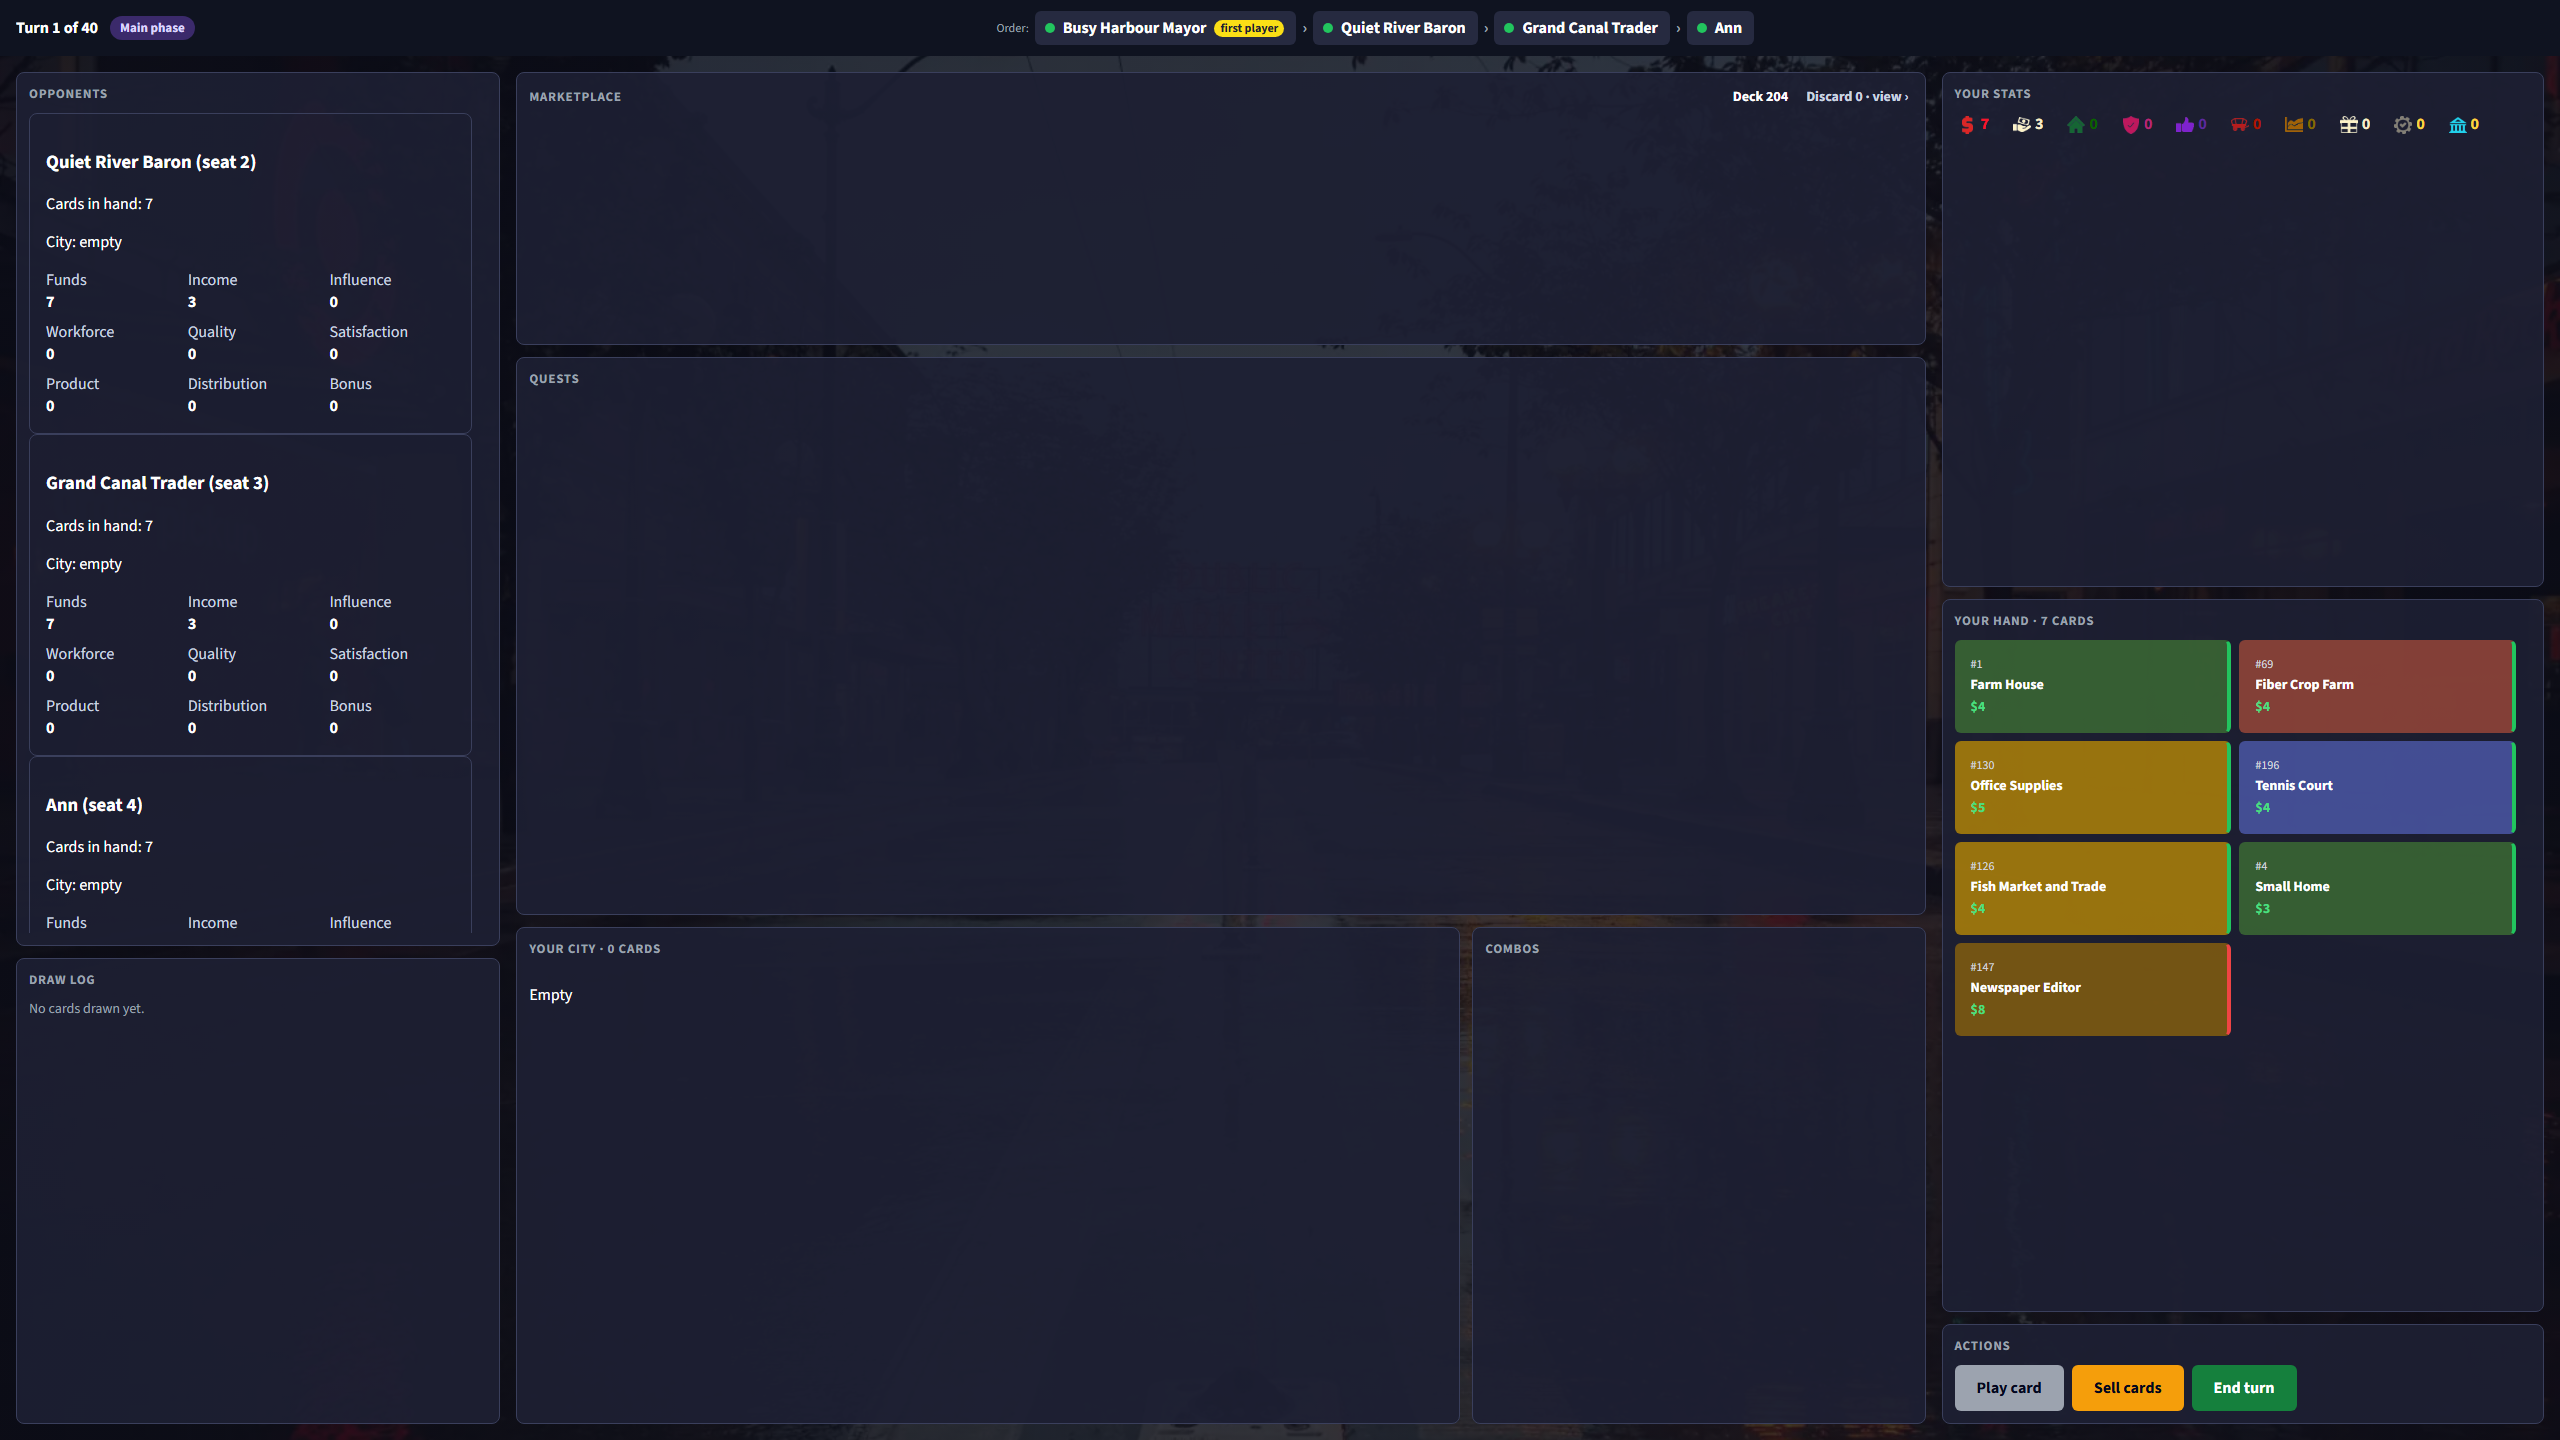 Turn 1 of 40 Main phase
Order: Busy Harbour Mayor first player › Quiet River Baron › Grand Canal Trader › Ann
OPPONENTS
Quiet River Baron (seat 2)
Cards in hand: 7
City: empty
Funds Income Influence
7 3 0
Workforce Quality Satisfaction
0 0 0
Product Distribution Bonus
0 0 0
Grand Canal Trader (seat 3)
Cards in hand: 7
City: empty
Funds Income Influence
7 3 0
Workforce Quality Satisfaction
0 0 0
Product Distribution Bonus
0 0 0
Ann (seat 4)
Cards in hand: 7
City: empty
Funds Income Influence
DRAW LOG
No cards drawn yet.
MARKETPLACE
Deck 204 Discard 0 · view ›
QUESTS
YOUR CITY · 0 CARDS
Empty
COMBOS
YOUR STATS
7 3 0 0 0 0 0 0 0 0
YOUR HAND · 7 CARDS
#1
Farm House
$4
#69
Fiber Crop Farm
$4
#130
Office Supplies
$5
#196
Tennis Court
$4
#126
Fish Market and Trade
$4
#4
Small Home
$3
#147
Newspaper Editor
$8
ACTIONS
Play card Sell cards End turn